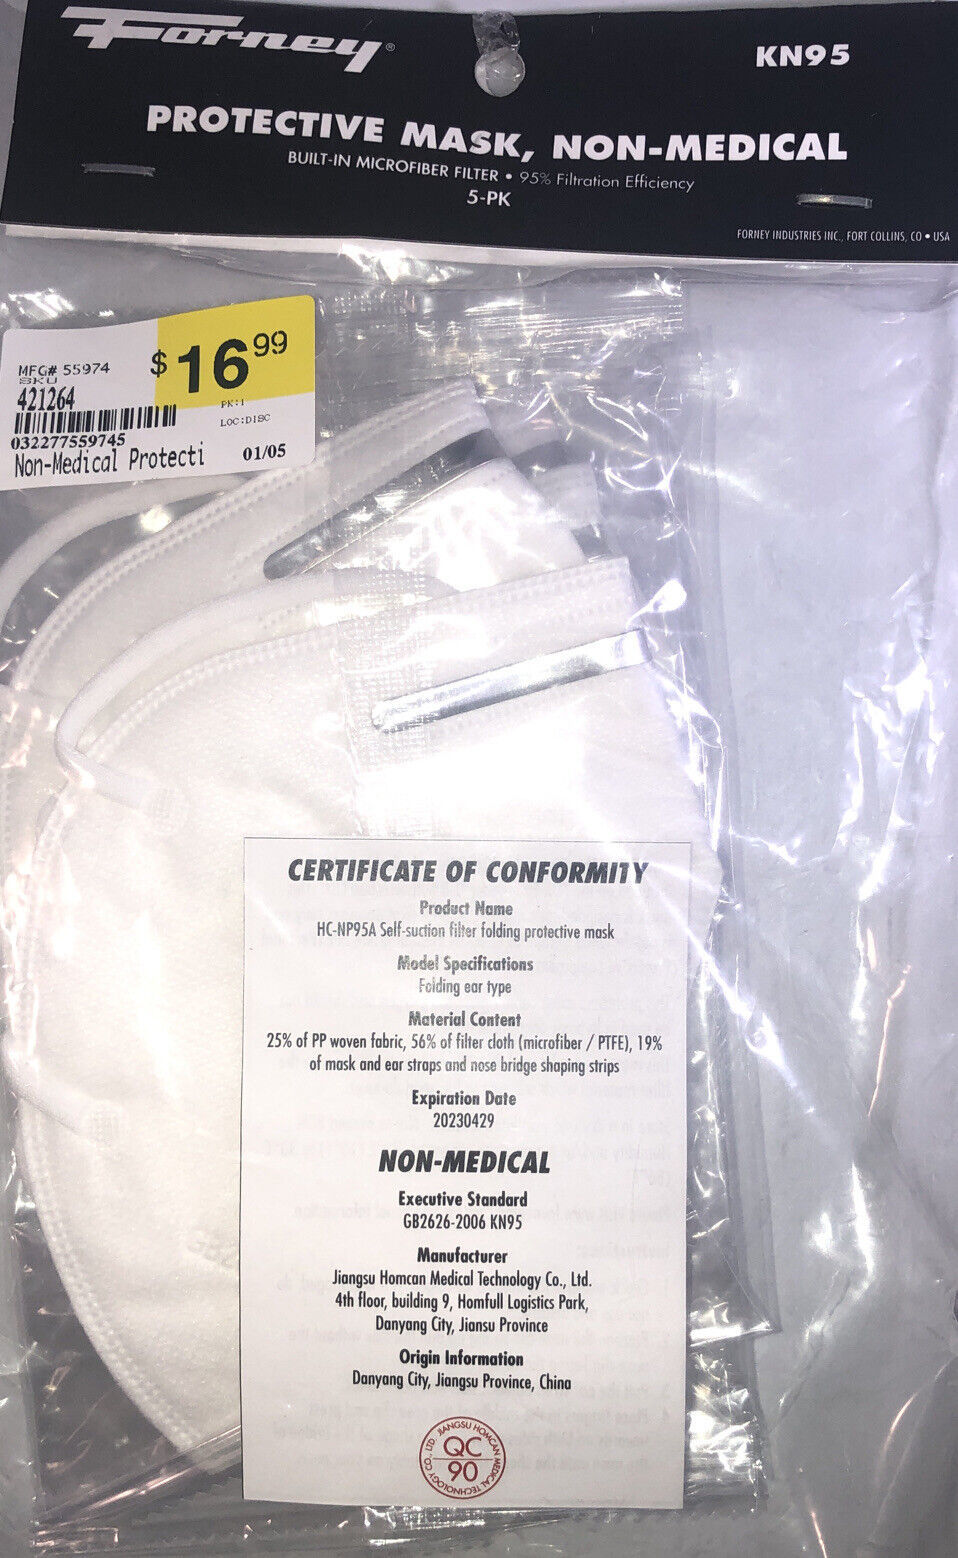 Forney®
KN95
PROTECTIVE MASK, NON-MEDICAL
BUILT-IN MICROFIBER FILTER • 95% Filtration Efficiency
5-PK
FORNEY INDUSTRIES INC., FORT COLLINS, CO • USA
$16.99
MFG# 55974
SKU
421264
PK:1
LOC:DISC
032277559745
Non-Medical Protecti 01/05
CERTIFICATE OF CONFORMITY
Product Name
HC-NP95A Self-suction filter folding protective mask
Model Specifications
Folding ear type
Material Content
25% of PP woven fabric, 56% of filter cloth (microfiber / PTFE), 19%
of mask and ear straps and nose bridge shaping strips
Expiration Date
20230429
NON-MEDICAL
Executive Standard
GB2626-2006 KN95
Manufacturer
Jiangsu Homcan Medical Technology Co., Ltd.
4th floor, building 9, Homfull Logistics Park,
Danyang City, Jiansu Province
Origin Information
Danyang City, Jiangsu Province, China
JIANGSU HOMCAN MEDICAL TECHNOLOGY CO., LTD.
QC
90